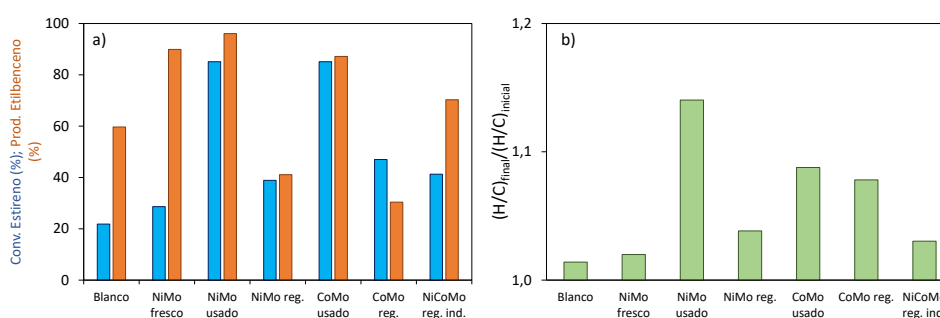 a)
Conv. Estireno (%); Prod. Etilbenceno
(%)
100
80
60
40
20
0
Blanco
NiMo
fresco
NiMo
usado
NiMo reg.
CoMo
usado
CoMo
reg.
NiCoMo
reg. ind.
b)
(H/C)final/(H/C)inicial
1,2
1,1
1,0
Blanco
NiMo
fresco
NiMo
usado
NiMo reg.
CoMo
usado
CoMo reg.
NiCoMo
reg. ind.